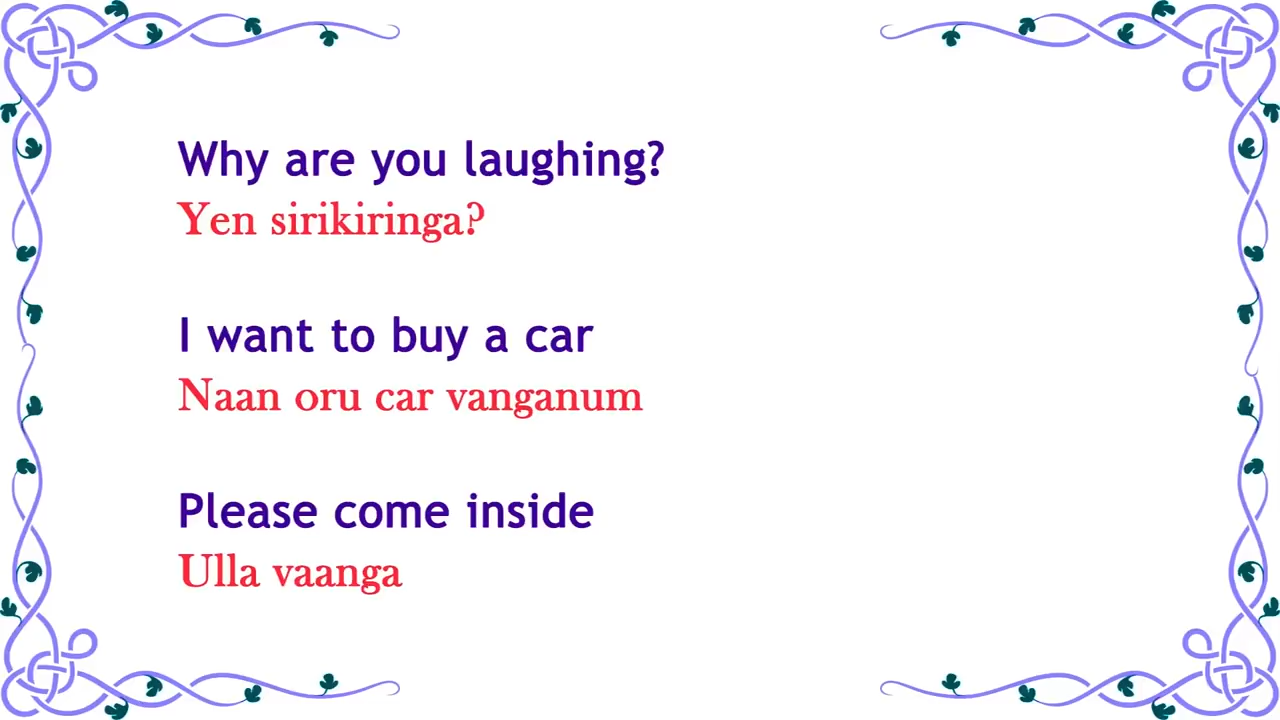 Why are you laughing?
Yen sirikiringa?
I want to buy a car
Naan oru car vanganum
Please come inside
Ulla vaanga